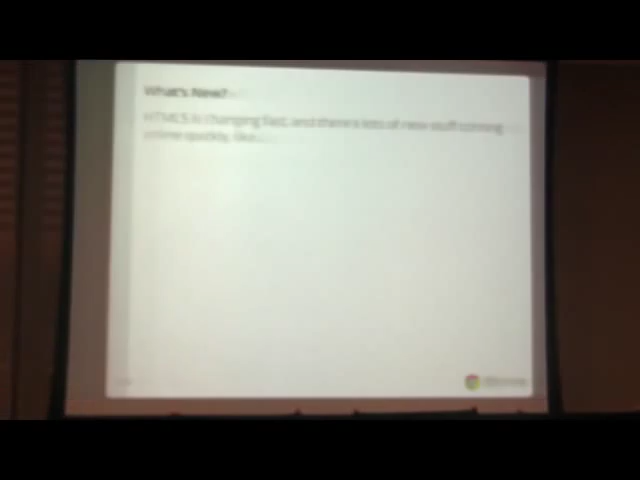 What's New?
HTML5 is changing fast, and there's lots of new stuff coming
online quickly, like...